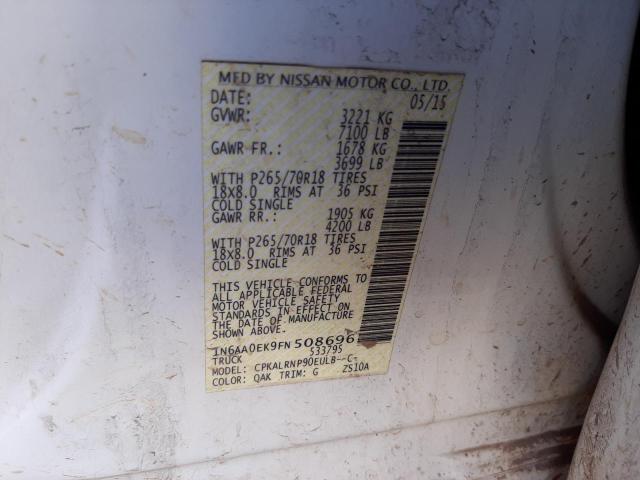 MFD BY NISSAN MOTOR CO., LTD.
DATE: 05/15
GVWR: 3221 KG
7100 LB
GAWR FR.: 1678 KG
3699 LB
WITH P265/70R18 TIRES
18X8.0 RIMS AT 36 PSI
COLD SINGLE
GAWR RR.: 1905 KG
4200 LB
WITH P265/70R18 TIRES
18X8.0 RIMS AT 36 PSI
COLD SINGLE
THIS VEHICLE CONFORMS TO
ALL APPLICABLE FEDERAL
MOTOR VEHICLE SAFETY
STANDARDS IN EFFECT ON
THE DATE OF MANUFACTURE
SHOWN ABOVE.
1N6AA0EK9FN508696
533795
TRUCK
MODEL: CPKALRNP90EULB--C-
COLOR: QAK TRIM: G ZS10A